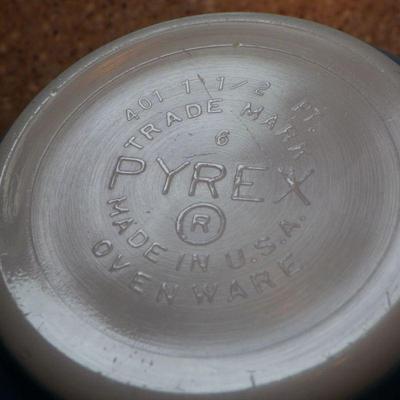 401 1 1/2 PT.
TRADE MARK
6
PYREX
®
MADE IN U.S.A.
OVENWARE